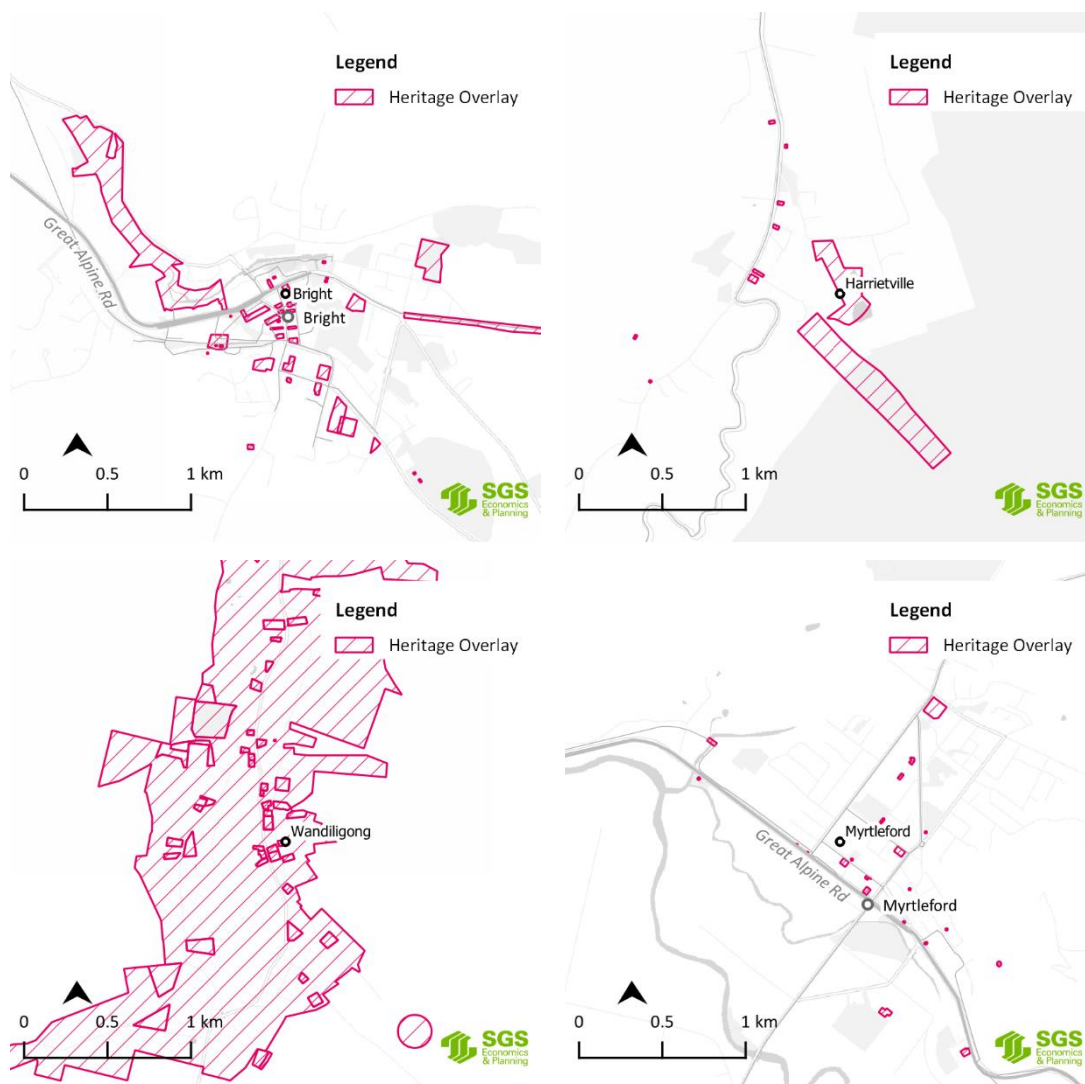 Legend
Heritage Overlay
Great Alpine Rd
Bright
Bright
0 0.5 1 km
SGS
Economics
& Planning
Legend
Heritage Overlay
Harrietville
0 0.5 1 km
SGS
Economics
& Planning
Legend
Heritage Overlay
Wandiligong
0 0.5 1 km
SGS
Economics
& Planning
Legend
Heritage Overlay
Myrtleford
Great Alpine Rd
Myrtleford
0 0.5 1 km
SGS
Economics
& Planning